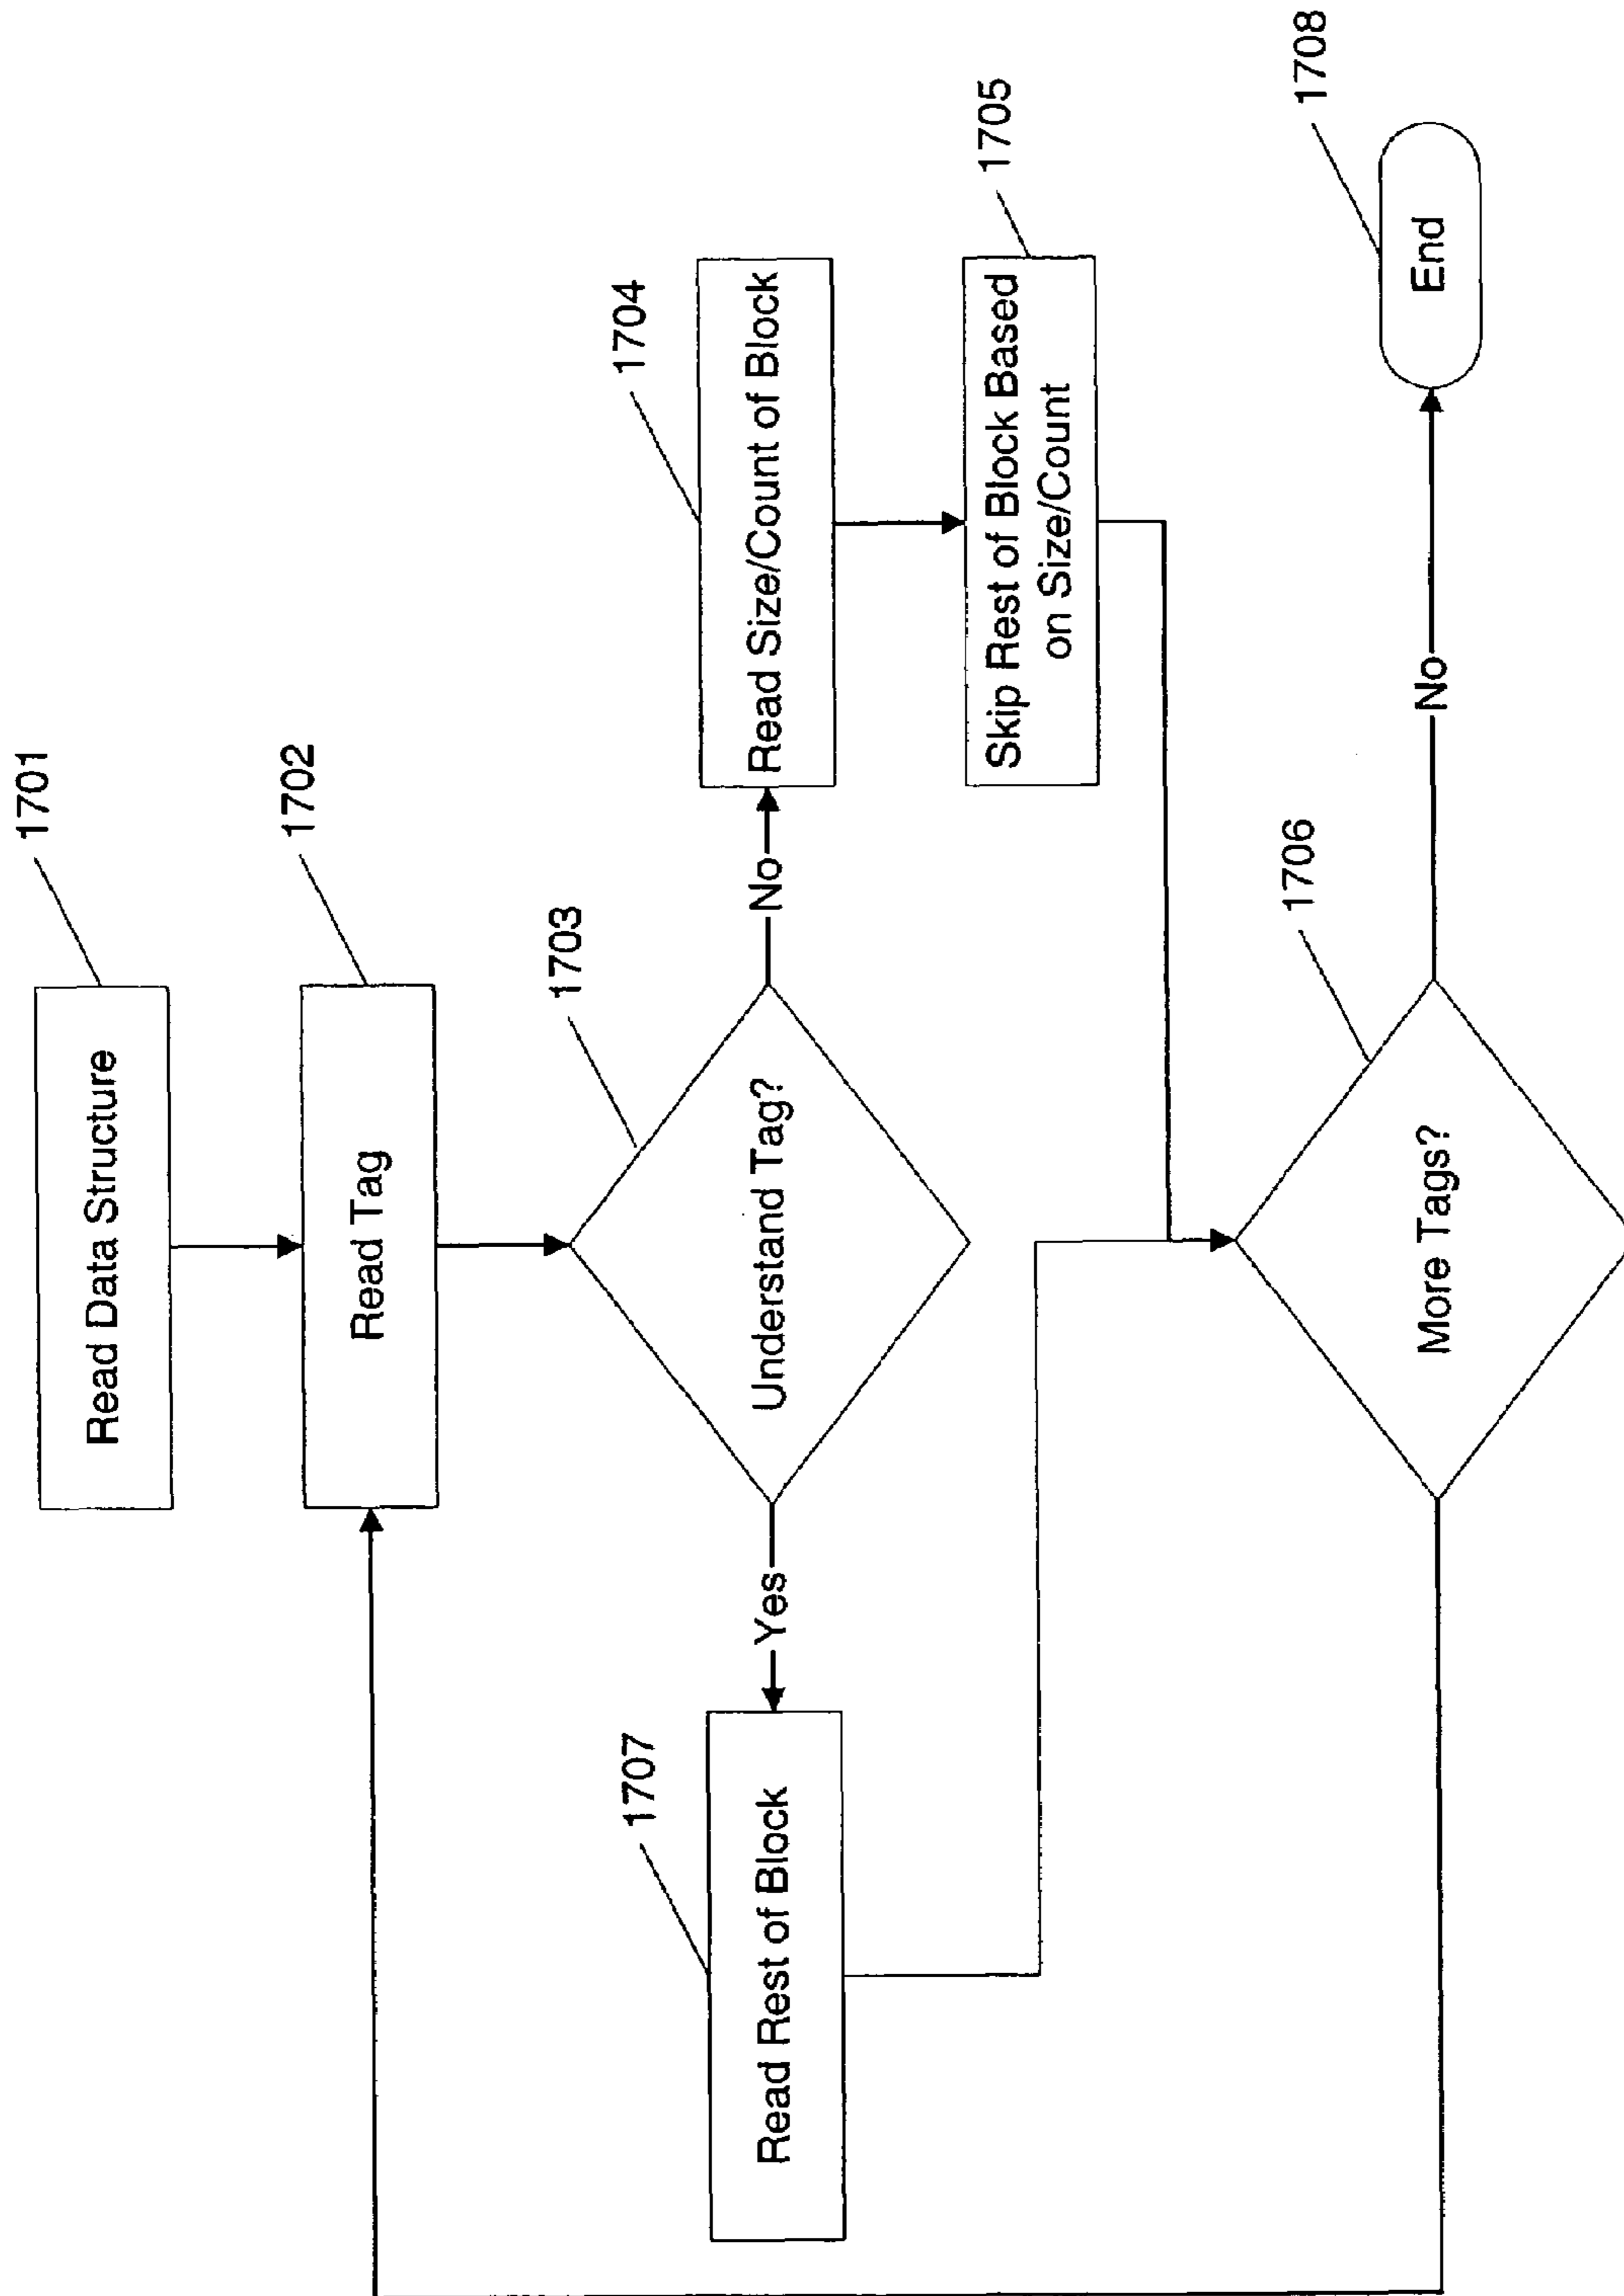 1701
Read Data Structure
1702
Read Tag
1703
Understand Tag?
No
1704
Read Size/Count of Block
Yes
1707
Read Rest of Block
1705
Skip Rest of Block Based
on Size/Count
1706
More Tags?
No
1708
End